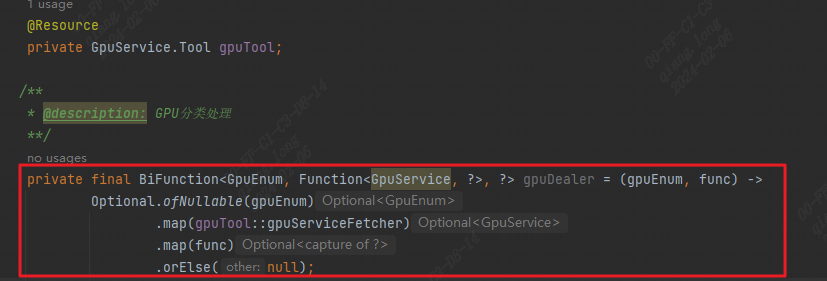 1 usage
@Resource
private GpuService.Tool gpuTool;
/**
* @description: GPU分类处理
**/
no usages
private final BiFunction<GpuEnum, Function<GpuService, ?>, ?> gpuDealer = (gpuEnum, func) ->
Optional.ofNullable(gpuEnum) Optional<GpuEnum>
.map(gpuTool::gpuServiceFetcher) Optional<GpuService>
.map(func) Optional<capture of ?>
.orElse( other: null);